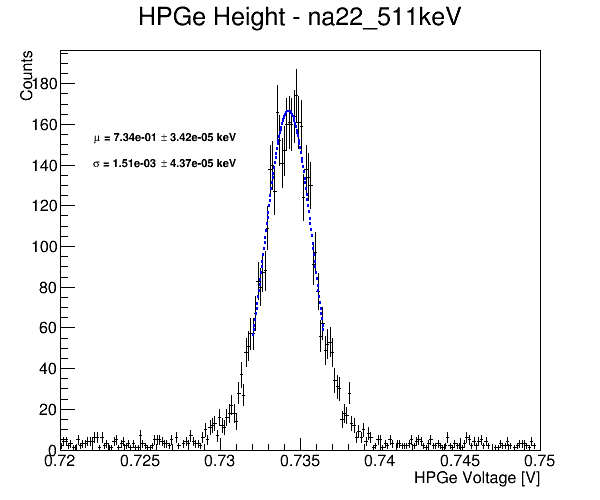 HPGe Height - na22_511keV
Counts
180
160
140
120
100
80
60
40
20
0
μ = 7.34e-01 ± 3.42e-05 keV
σ = 1.51e-03 ± 4.37e-05 keV
0.72 0.725 0.73 0.735 0.74 0.745 0.75
HPGe Voltage [V]